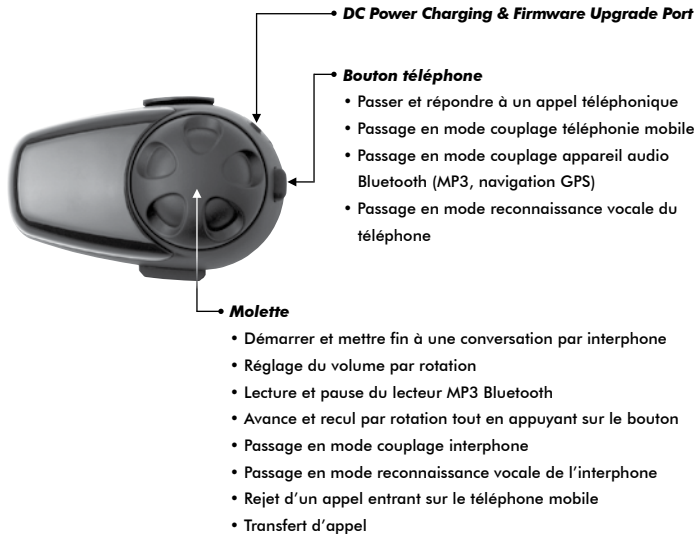 DC Power Charging & Firmware Upgrade Port
Bouton téléphone
• Passer et répondre à un appel téléphonique
• Passage en mode couplage téléphonie mobile
• Passage en mode couplage appareil audio
Bluetooth (MP3, navigation GPS)
• Passage en mode reconnaissance vocale du
téléphone
Molette
• Démarrer et mettre fin à une conversation par interphone
• Réglage du volume par rotation
• Lecture et pause du lecteur MP3 Bluetooth
• Avance et recul par rotation tout en appuyant sur le bouton
• Passage en mode couplage interphone
• Passage en mode reconnaissance vocale de l’interphone
• Rejet d’un appel entrant sur le téléphone mobile
• Transfert d’appel